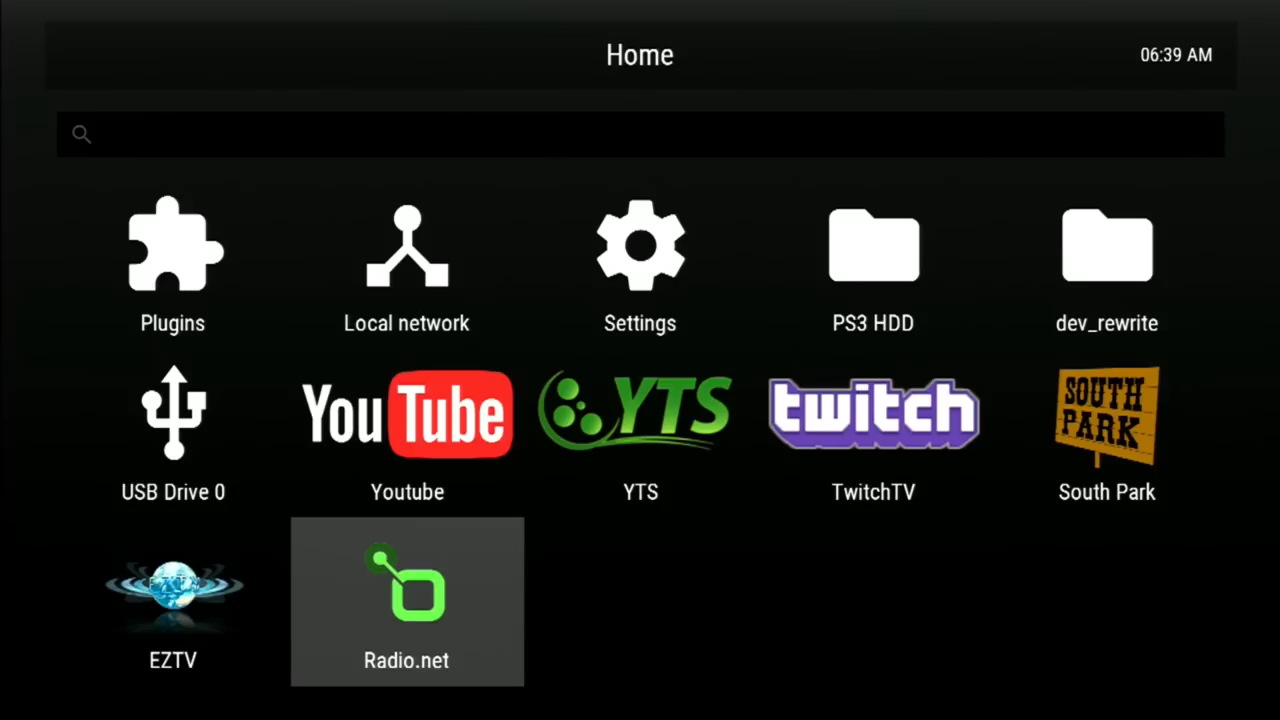 Home
06:39 AM
Plugins
Local network
Settings
PS3 HDD
dev_rewrite
YouTube
YTS
twitch
SOUTH
PARK
USB Drive 0
Youtube
YTS
TwitchTV
South Park
EZTV
EZTV
Radio.net